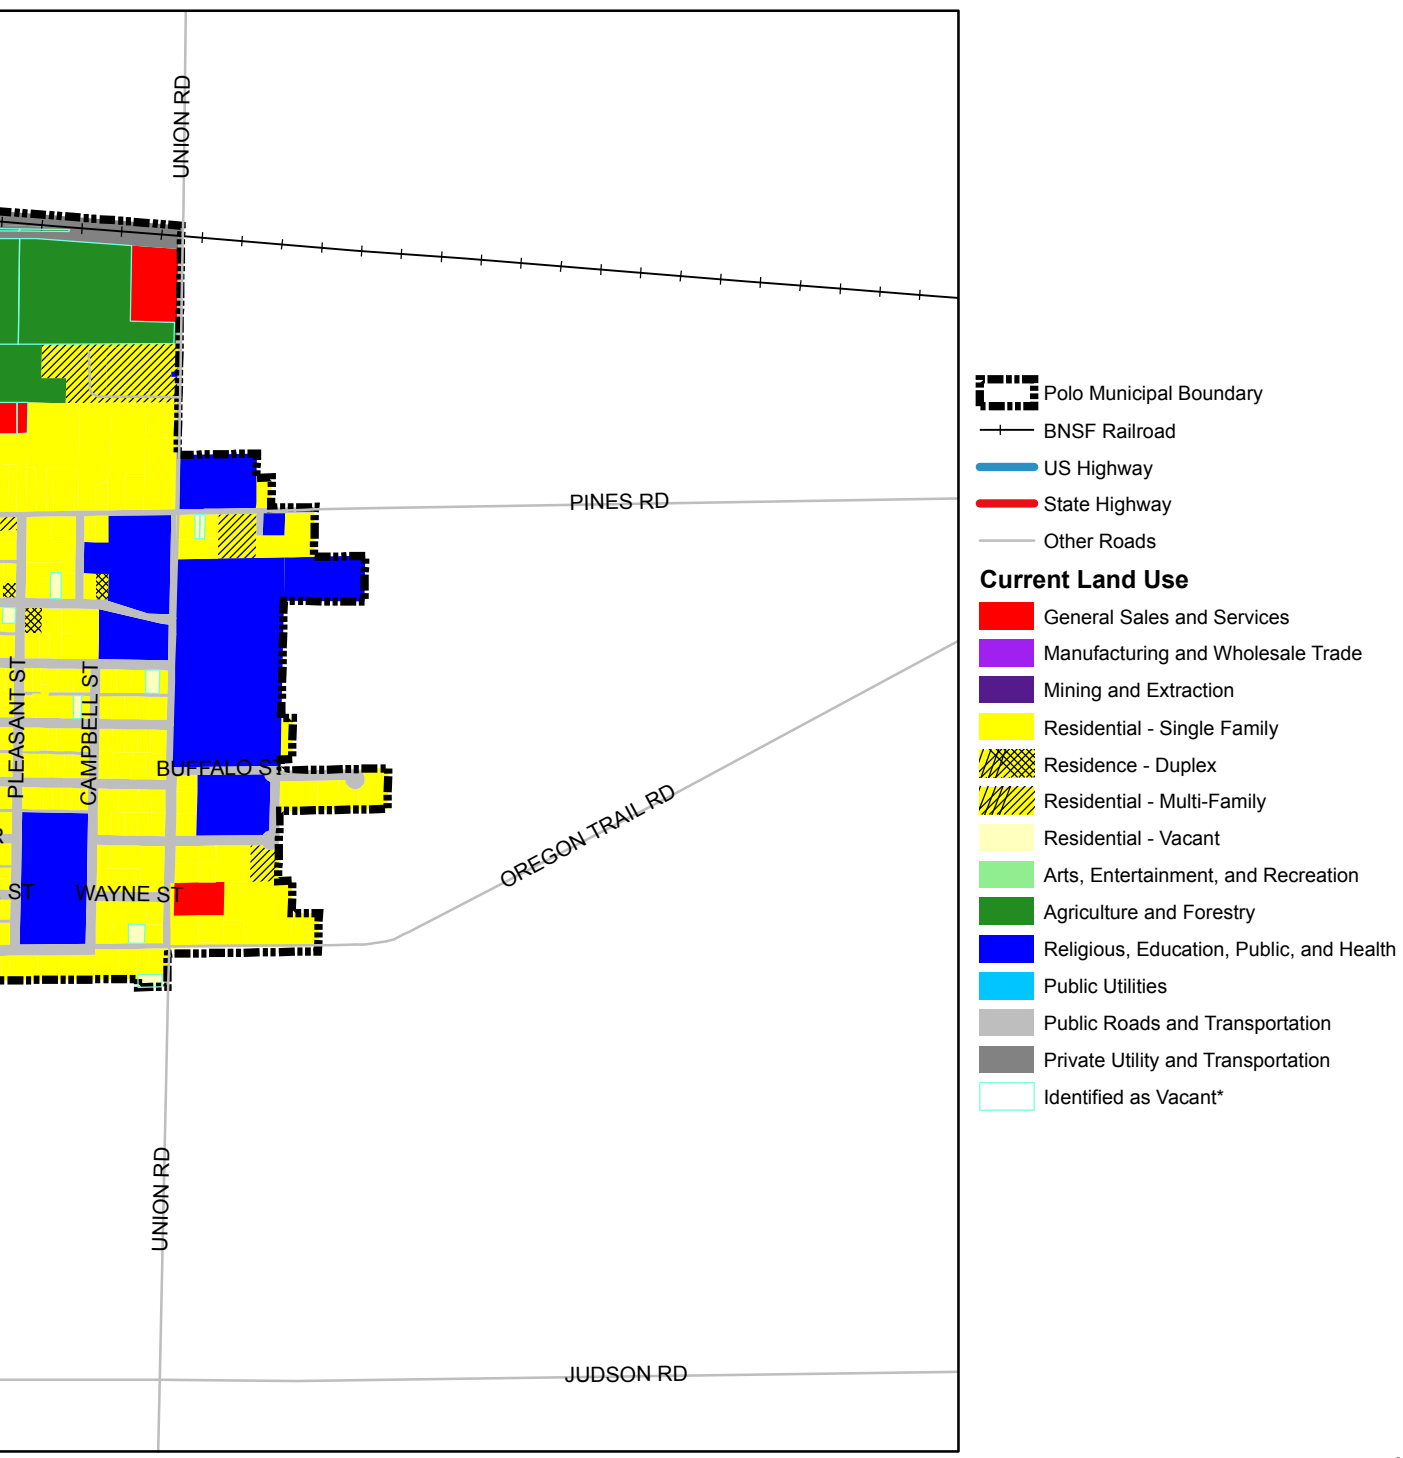 UNION RD
PINES RD
PLEASANT ST
CAMPBELL ST
BUFFALO ST
OREGON TRAIL RD
ST
WAYNE ST
UNION RD
JUDSON RD
Polo Municipal Boundary
BNSF Railroad
US Highway
State Highway
Other Roads
Current Land Use
General Sales and Services
Manufacturing and Wholesale Trade
Mining and Extraction
Residential - Single Family
Residence - Duplex
Residential - Multi-Family
Residential - Vacant
Arts, Entertainment, and Recreation
Agriculture and Forestry
Religious, Education, Public, and Health
Public Utilities
Public Roads and Transportation
Private Utility and Transportation
Identified as Vacant*